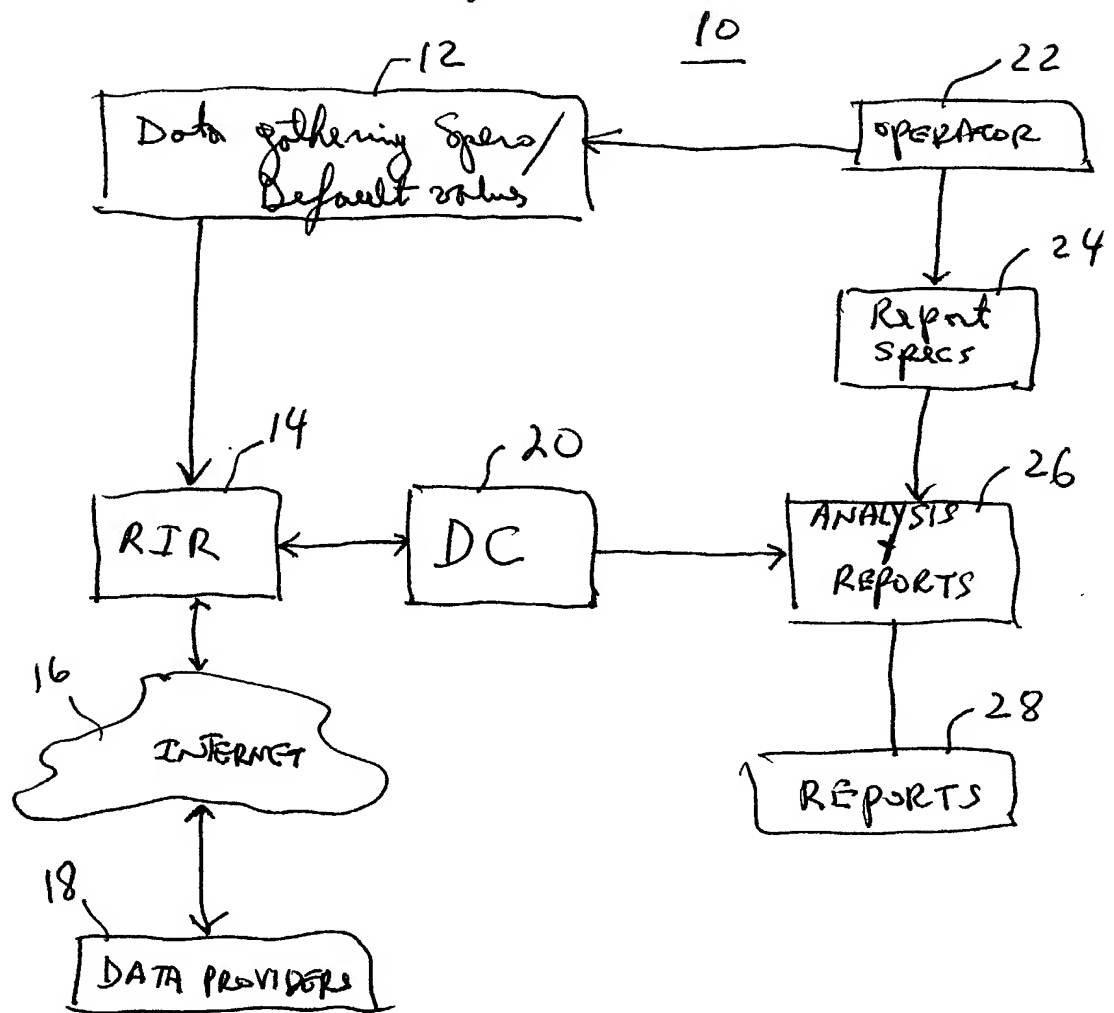 10
12
22
Data gathering Specs/
Default values
OPERATOR
24
Report
Specs
14
20
26
RIR
DC
ANALYSIS
+
REPORTS
16
INTERNET
28
REPORTS
18
DATA PROVIDERS